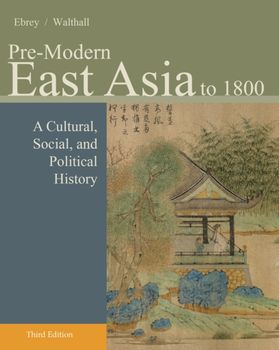 Ebrey / Walthall
Pre-Modern
East Asia to 1800
A Cultural,
Social, and
Political
History
Third Edition